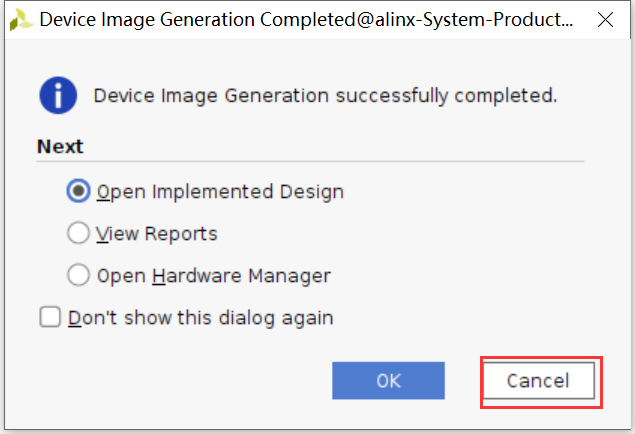 Device Image Generation Completed@alinx-System-Product...
Device Image Generation successfully completed.
Next
Open Implemented Design
View Reports
Open Hardware Manager
Don't show this dialog again
OK
Cancel